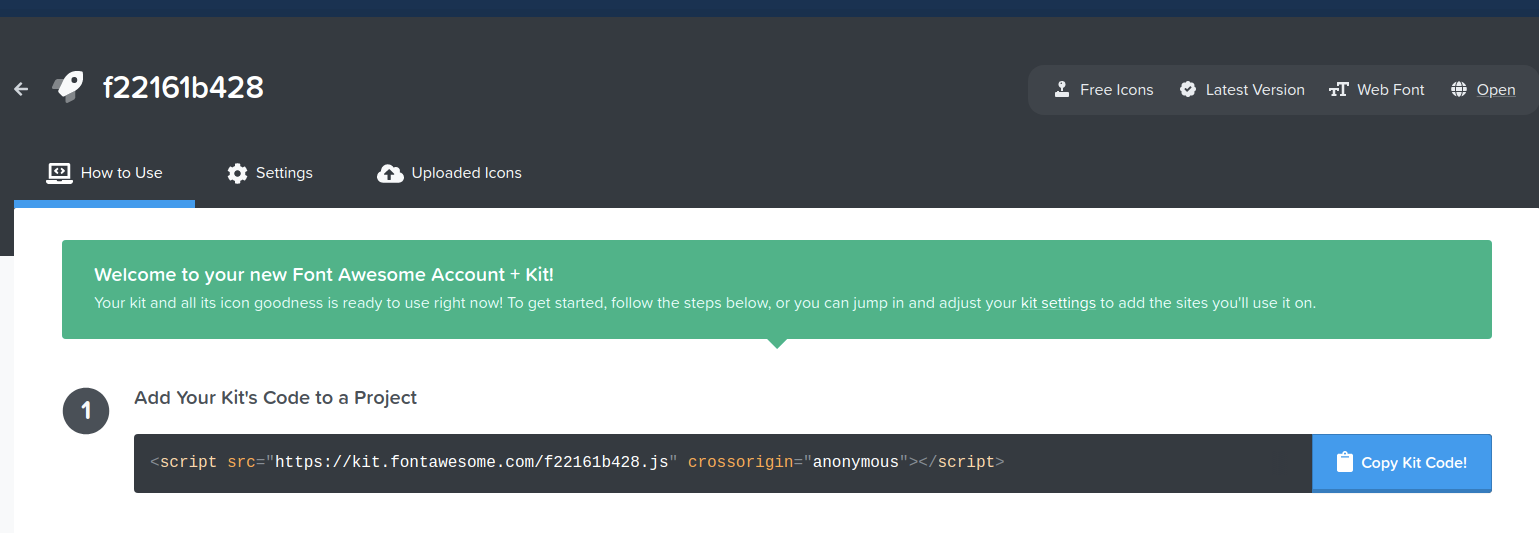 f22161b428
Free Icons Latest Version Web Font Open
How to Use Settings Uploaded Icons
Welcome to your new Font Awesome Account + Kit!
Your kit and all its icon goodness is ready to use right now! To get started, follow the steps below, or you can jump in and adjust your kit settings to add the sites you'll use it on.
1 Add Your Kit's Code to a Project
<script src="https://kit.fontawesome.com/f22161b428.js" crossorigin="anonymous"></script>
Copy Kit Code!